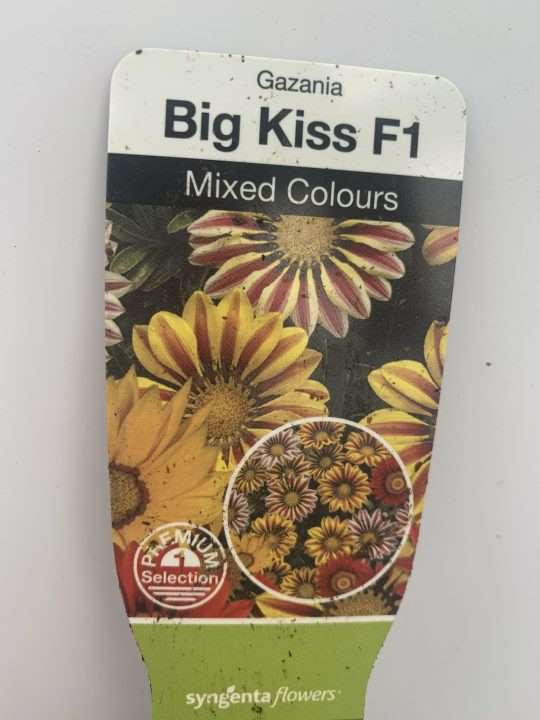 Gazania
Big Kiss F1
Mixed Colours
PREMIUM
1
Selection
syngenta flowers